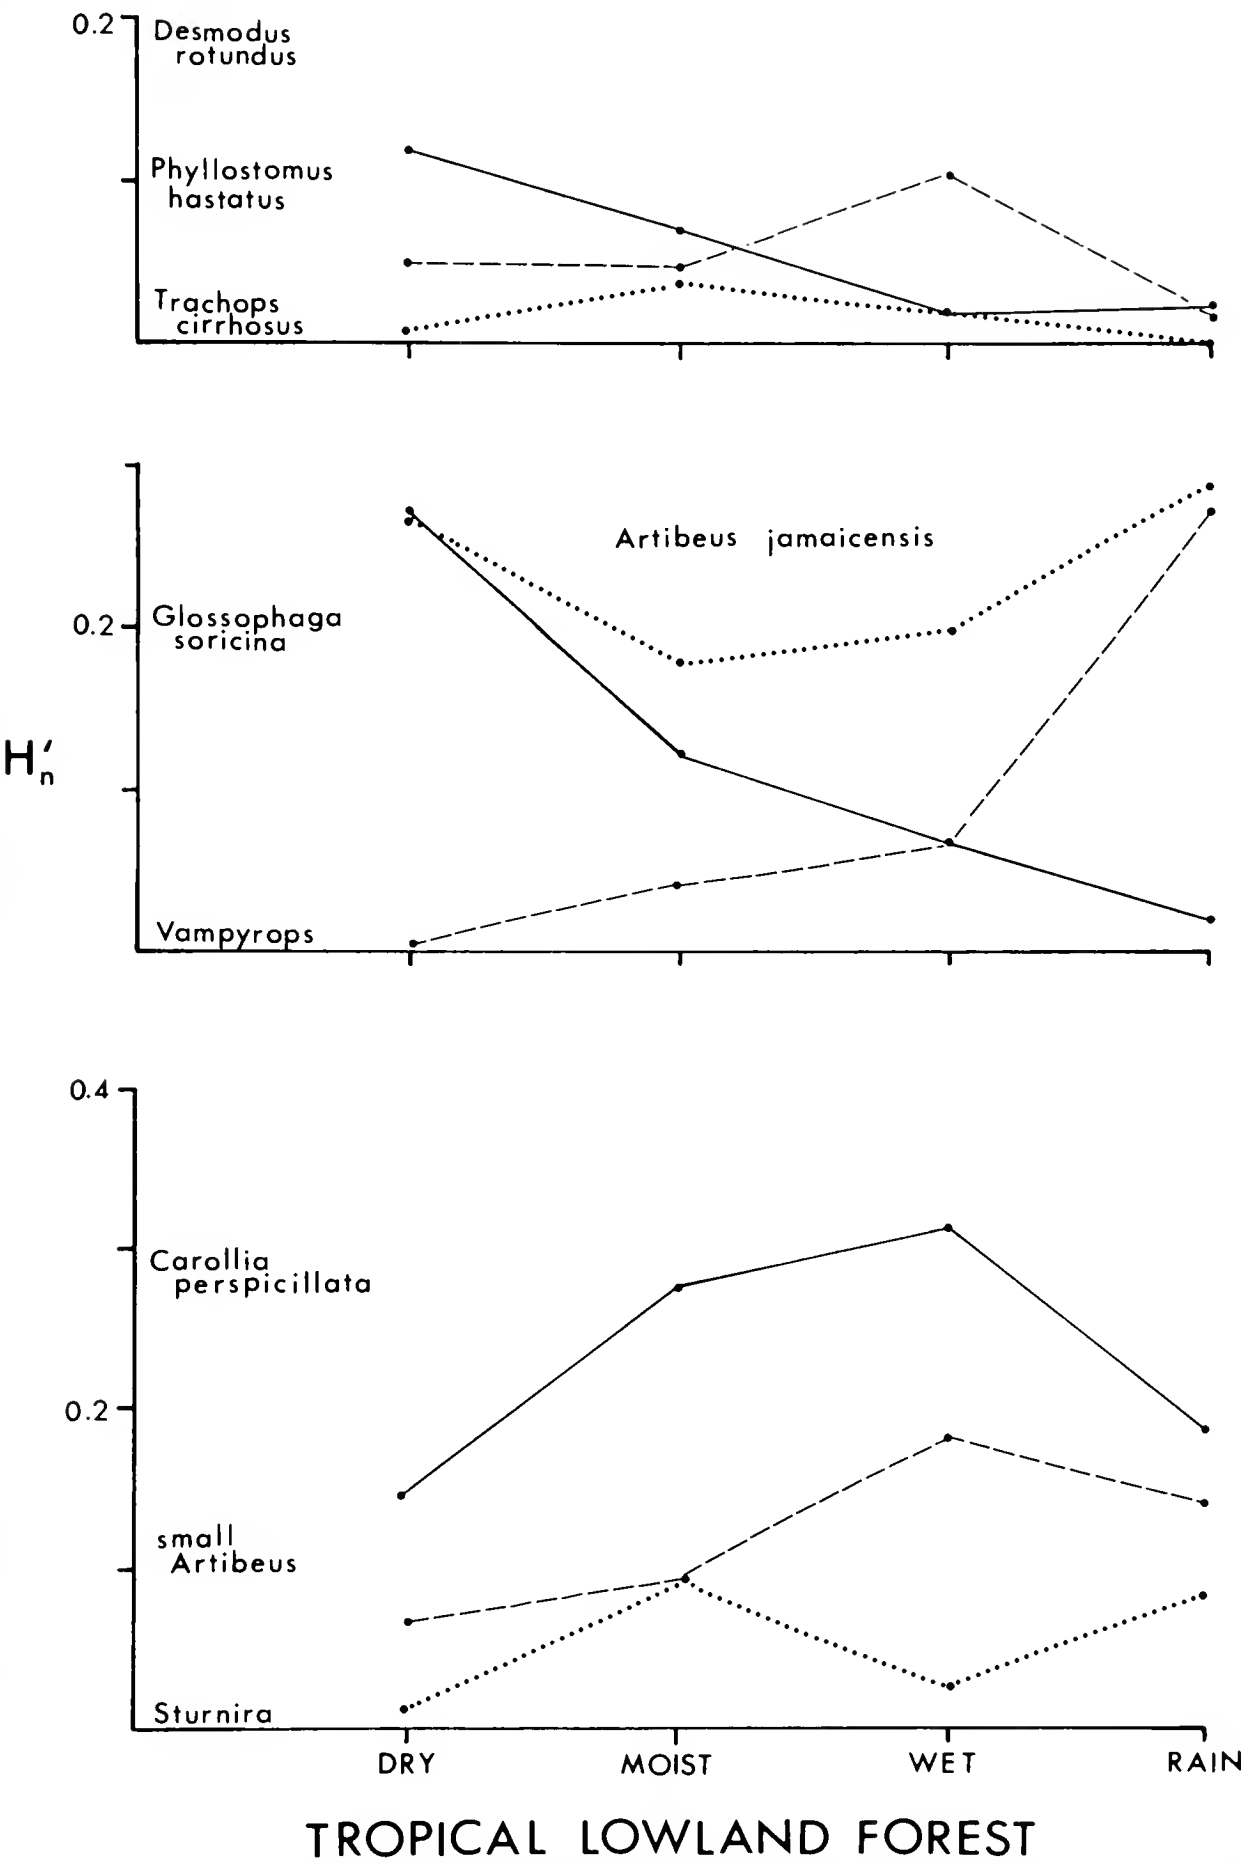 0.2
Desmodus
rotundus
Phyllostomus
hastatus
Trachops
cirrhosus
Artibeus jamaicensis
0.2
Glossophaga
soricina
H′n
Vampyrops
0.4
Carollia
perspicillata
0.2
small
Artibeus
Sturnira
DRY MOIST WET RAIN
TROPICAL LOWLAND FOREST